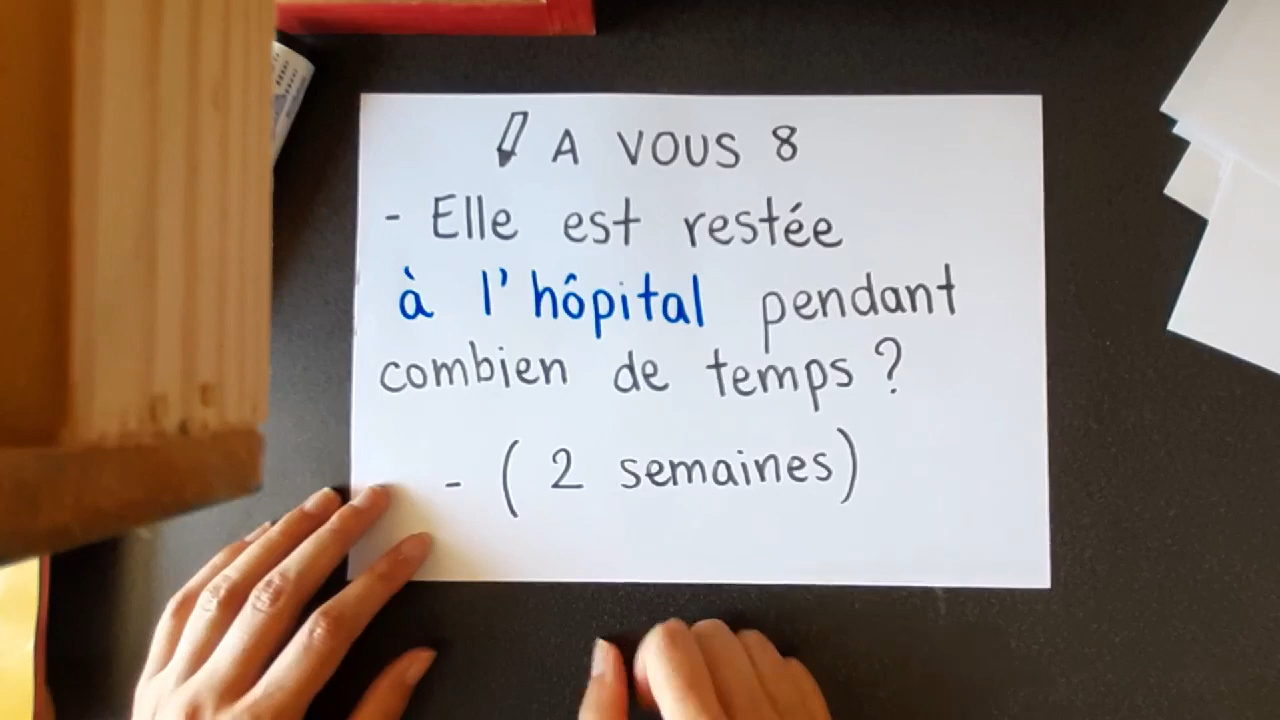 A VOUS 8
- Elle est restée
à l'hôpital pendant
combien de temps ?
- ( 2 semaines )